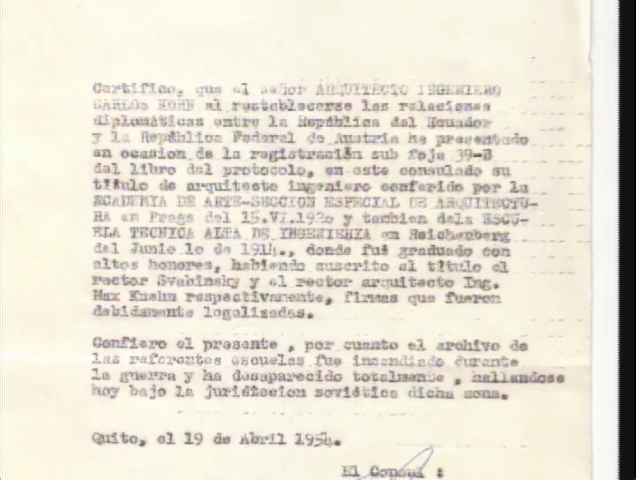 Certifico, que el señor ARQUITECTO INGENIERO
CARLOS KOHN al restablecerse las relaciones
diplomáticas entre la República del Ecuador
y la República Federal de Austria ha presentado
en ocasion de la registración sub foja 39-B
del libro del protocolo, en este consulado su
título de arquitecto ingeniero conferido por la
ACADEMIA DE ARTE-SECCION ESPECIAL DE ARQUITECTU-
RA en Praga del 15.VI.1920 y tambien dela ESCU-
ELA TECNICA ALTA DE INGENIERIA en Reichenberg
del Junio 1o de 1914., donde fué graduado con
altos honores, habiendo suscrito el título el
rector Svabinsky y el rector arquitecto Ing.
Max Kuehn respectivamente, firmas que fueron
debidamente legalizadas.
Confiero el presente , por cuanto el archivo de
las referentes escuelas fue incendiado durante
la guerra y ha desaparecido totalmente , hallandose
hoy bajo la juridiccion soviética dicha zona.
Quito, el 19 de Abril 1954.
El Consul :